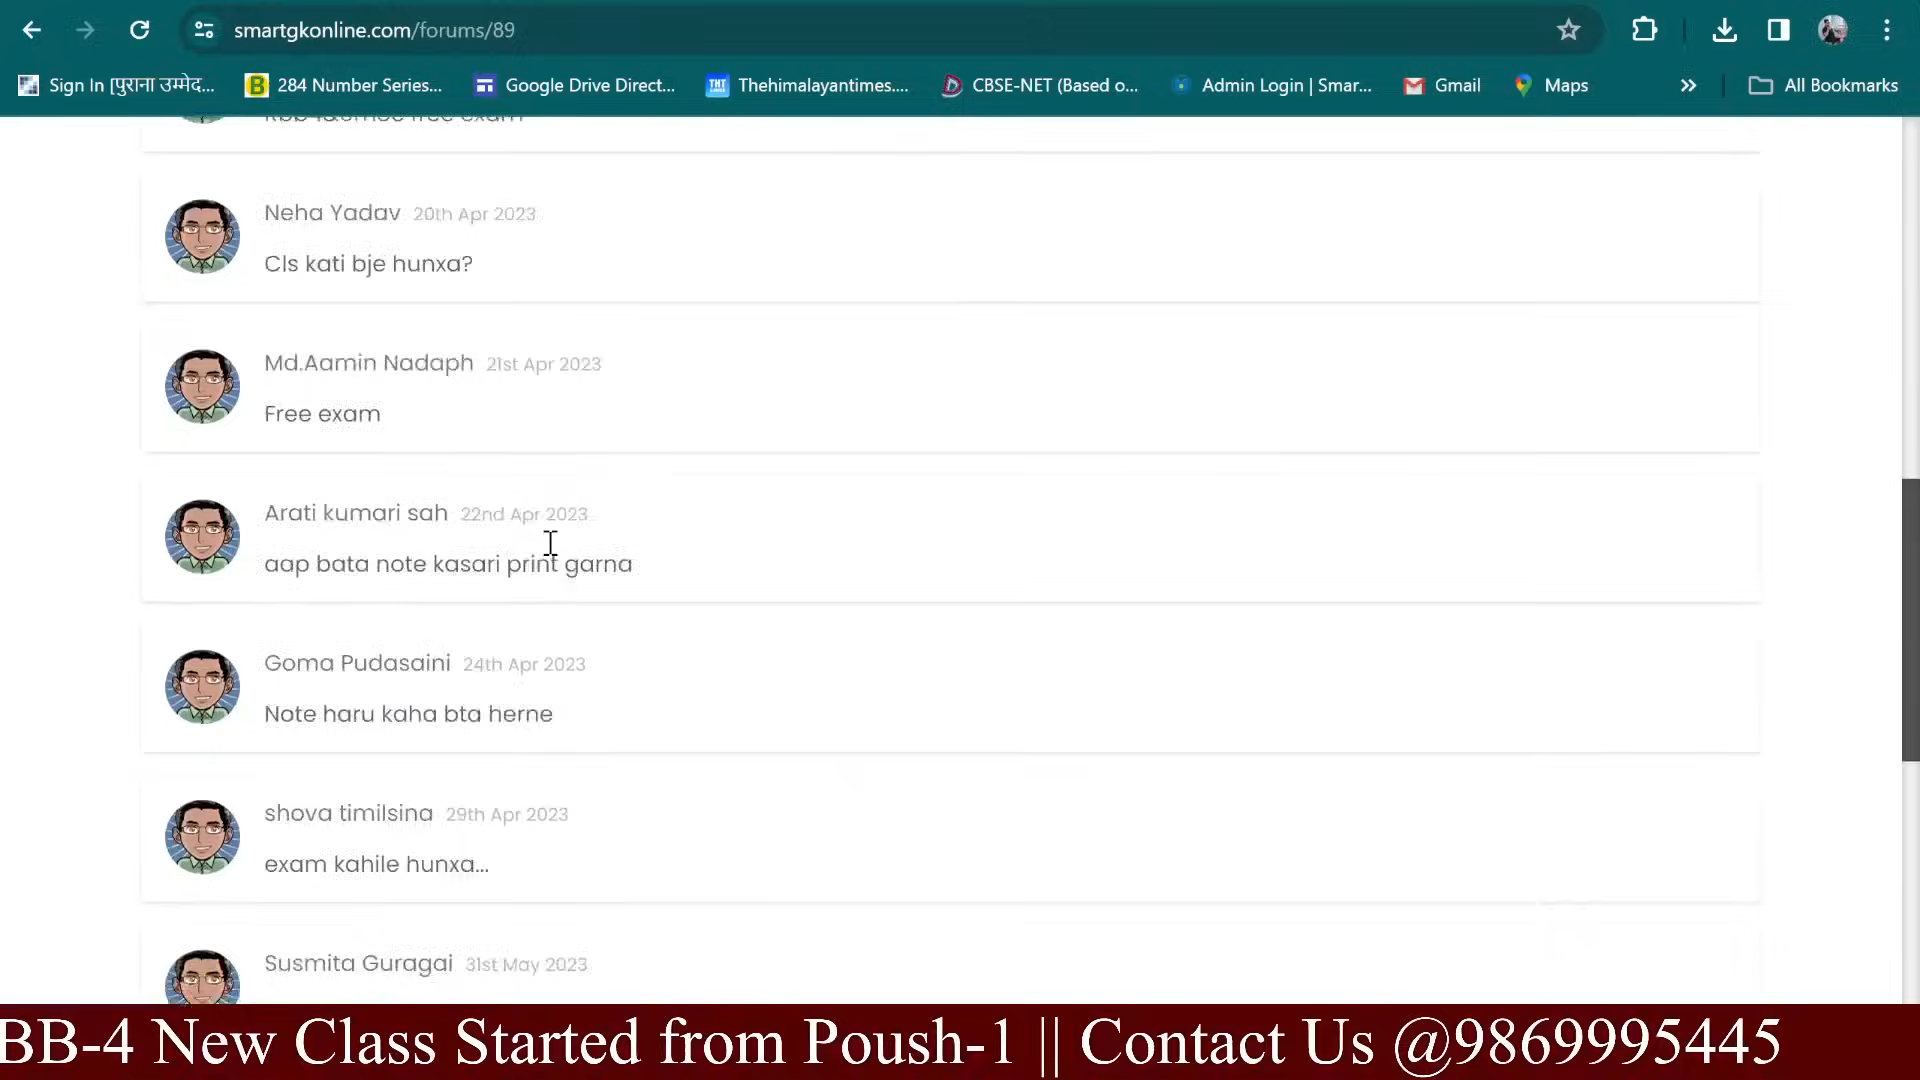 smartgkonline.com/forums/89
Sign In [पुराना उम्मेद... 284 Number Series... Google Drive Direct... Thehimalayantimes.... CBSE-NET (Based o... Admin Login | Smar... Gmail Maps All Bookmarks
free exam
Neha Yadav 20th Apr 2023
Cls kati bje hunxa?
Md.Aamin Nadaph 21st Apr 2023
Free exam
Arati kumari sah 22nd Apr 2023
aap bata note kasari print garna
Goma Pudasaini 24th Apr 2023
Note haru kaha bta herne
shova timilsina 29th Apr 2023
exam kahile hunxa...
Susmita Guragai 31st May 2023
BB-4 New Class Started from Poush-1 || Contact Us @9869995445